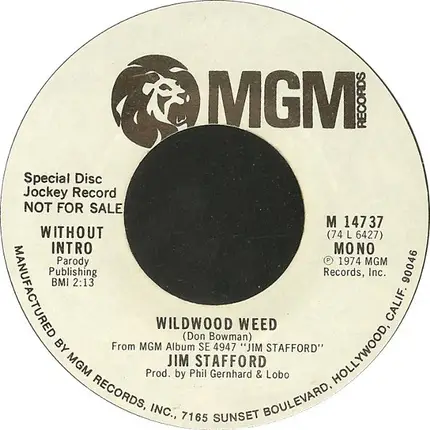 MGM
RECORDS
Special Disc
Jockey Record
NOT FOR SALE
WITHOUT
INTRO
Parody
Publishing
BMI 2:13
M 14737
(74 L 6427)
MONO
℗ 1974 MGM
Records, Inc.
WILDWOOD WEED
(Don Bowman)
From MGM Album SE 4947 "JIM STAFFORD"
JIM STAFFORD
Prod. by Phil Gernhard & Lobo
MANUFACTURED BY MGM RECORDS, INC., 7165 SUNSET BOULEVARD, HOLLYWOOD, CALIF. 90046